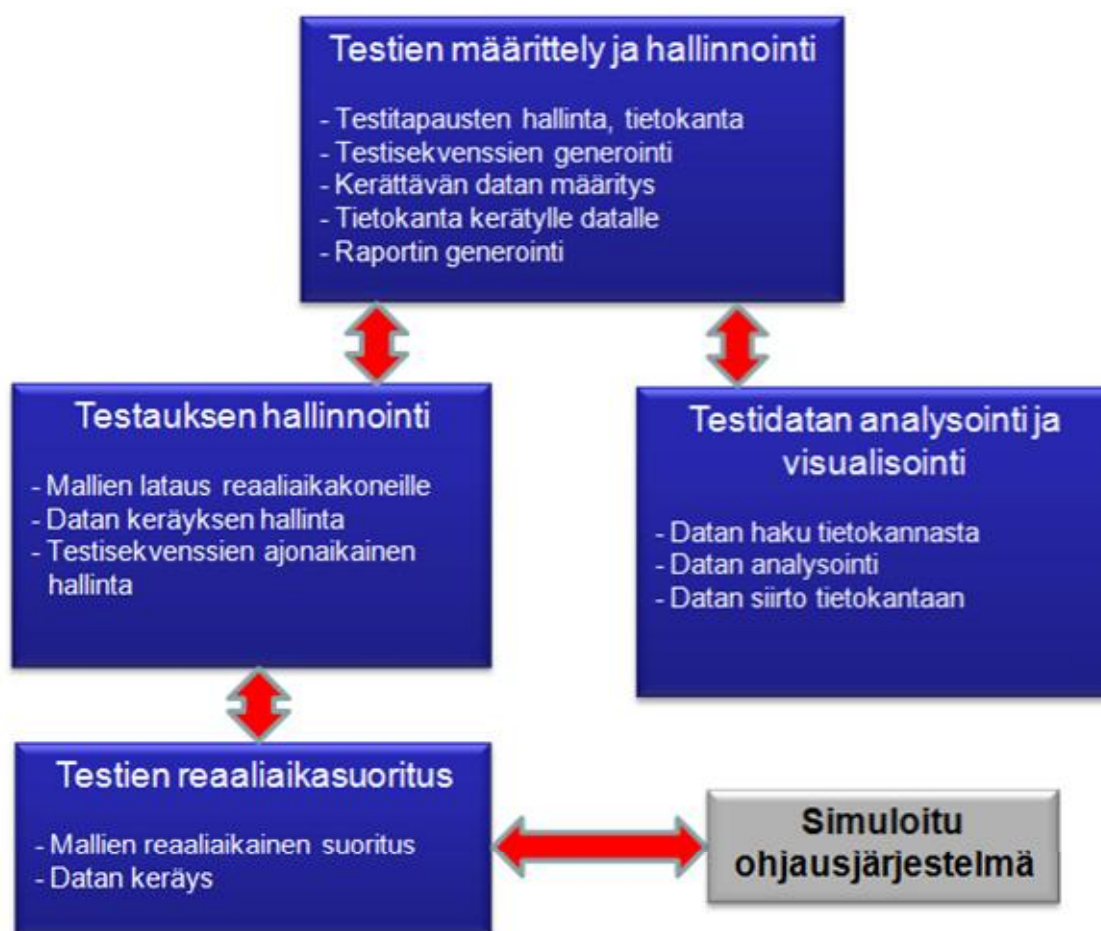 Testien määrittely ja hallinnointi
- Testitapausten hallinta, tietokanta
- Testisekvenssien generointi
- Kerättävän datan määritys
- Tietokanta kerätylle datalle
- Raportin generointi
Testauksen hallinnointi
- Mallien lataus reaaliaikakoneille
- Datan keräyksen hallinta
- Testisekvenssien ajonaikainen
hallinta
Testidatan analysointi ja
visualisointi
- Datan haku tietokannasta
- Datan analysointi
- Datan siirto tietokantaan
Testien reaaliaikasuoritus
- Mallien reaaliaikainen suoritus
- Datan keräys
Simuloitu
ohjausjärjestelmä